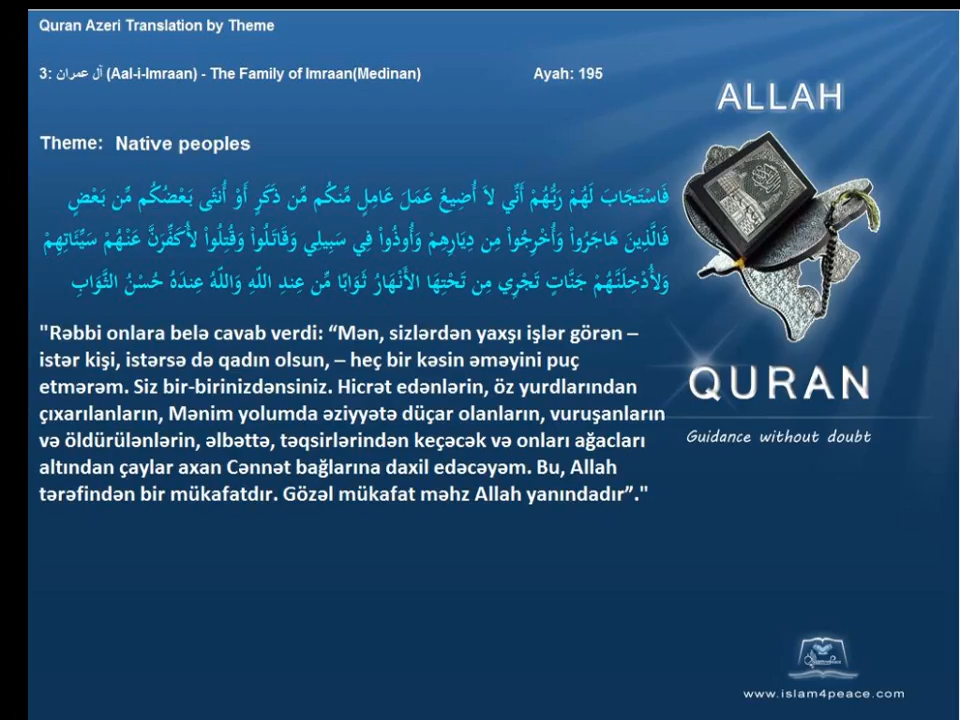 Quran Azeri Translation by Theme
3: آل عمران (Aal-i-Imraan) - The Family of Imraan(Medinan) Ayah: 195
ALLAH
Theme: Native peoples
فَاسْتَجَابَ لَهُمْ رَبُّهُمْ أَنِّي لاَ أُضِيعُ عَمَلَ عَامِلٍ مِّنكُم مِّن ذَكَرٍ أَوْ أُنثَى بَعْضُكُم مِّن بَعْضٍ
فَالَّذِينَ هَاجَرُواْ وَأُخْرِجُواْ مِن دِيَارِهِمْ وَأُوذُواْ فِي سَبِيلِي وَقَاتَلُواْ وَقُتِلُواْ لأُكَفِّرَنَّ عَنْهُمْ سَيِّئَاتِهِمْ
وَلأُدْخِلَنَّهُمْ جَنَّاتٍ تَجْرِي مِن تَحْتِهَا الأَنْهَارُ ثَوَابًا مِّن عِندِ اللّهِ وَاللّهُ عِندَهُ حُسْنُ الثَّوَابِ
"Rəbbi onlara belə cavab verdi: “Mən, sizlərdən yaxşı işlər görən –
istər kişi, istərsə də qadın olsun, – heç bir kəsin əməyini puç
etmərəm. Siz bir-birinizdənsiniz. Hicrət edənlərin, öz yurdlarından
çıxarılanların, Mənim yolumda əziyyətə düçar olanların, vuruşanların
və öldürülənlərin, əlbəttə, təqsirlərindən keçəcək və onları ağacları
altından çaylar axan Cənnət bağlarına daxil edəcəyəm. Bu, Allah
tərəfindən bir mükafatdır. Gözəl mükafat məhz Allah yanındadır”."
QURAN
Guidance without doubt
www.islam4peace.com